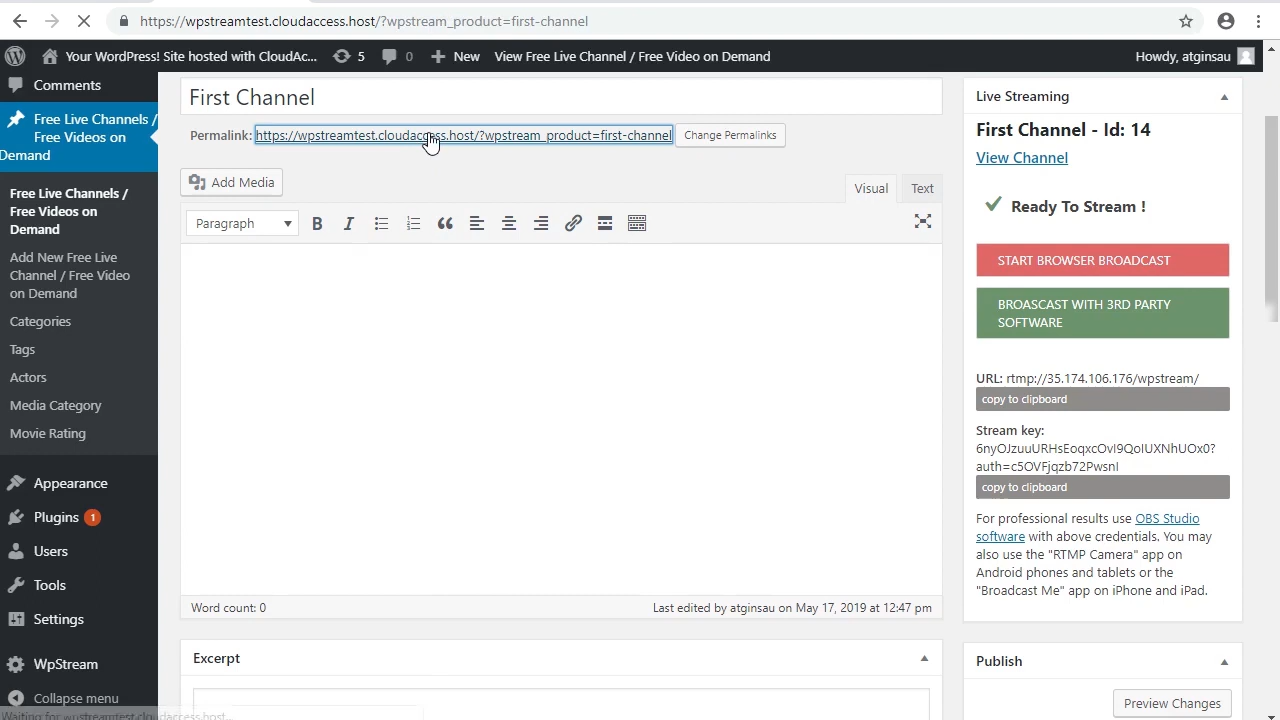 https://wpstreamtest.cloudaccess.host/?wpstream_product=first-channel
Your WordPress! Site hosted with CloudAc... 5 0 New View Free Live Channel / Free Video on Demand Howdy, atginsau
Comments
Free Live Channels /
Free Videos on
Demand
Free Live Channels /
Free Videos on
Demand
Add New Free Live
Channel / Free Video
on Demand
Categories
Tags
Actors
Media Category
Movie Rating
Appearance
Plugins 1
Users
Tools
Settings
WpStream
Collapse menu
Waiting for wpstreamtest.cloudaccess.host...
First Channel
Permalink: https://wpstreamtest.cloudaccess.host/?wpstream_product=first-channel Change Permalinks
Add Media
Visual Text
Paragraph
Word count: 0 Last edited by atginsau on May 17, 2019 at 12:47 pm
Excerpt
Live Streaming
First Channel - Id: 14
View Channel
Ready To Stream !
START BROWSER BROADCAST
BROASCAST WITH 3RD PARTY
SOFTWARE
URL: rtmp://35.174.106.176/wpstream/
copy to clipboard
Stream key:
6nyOJzuuURHsEoqxcOvI9QoIUXNhUOx0?
auth=c5OVFjqzb72PwsnI
copy to clipboard
For professional results use OBS Studio
software with above credentials. You may
also use the "RTMP Camera" app on
Android phones and tablets or the
"Broadcast Me" app on iPhone and iPad.
Publish
Preview Changes